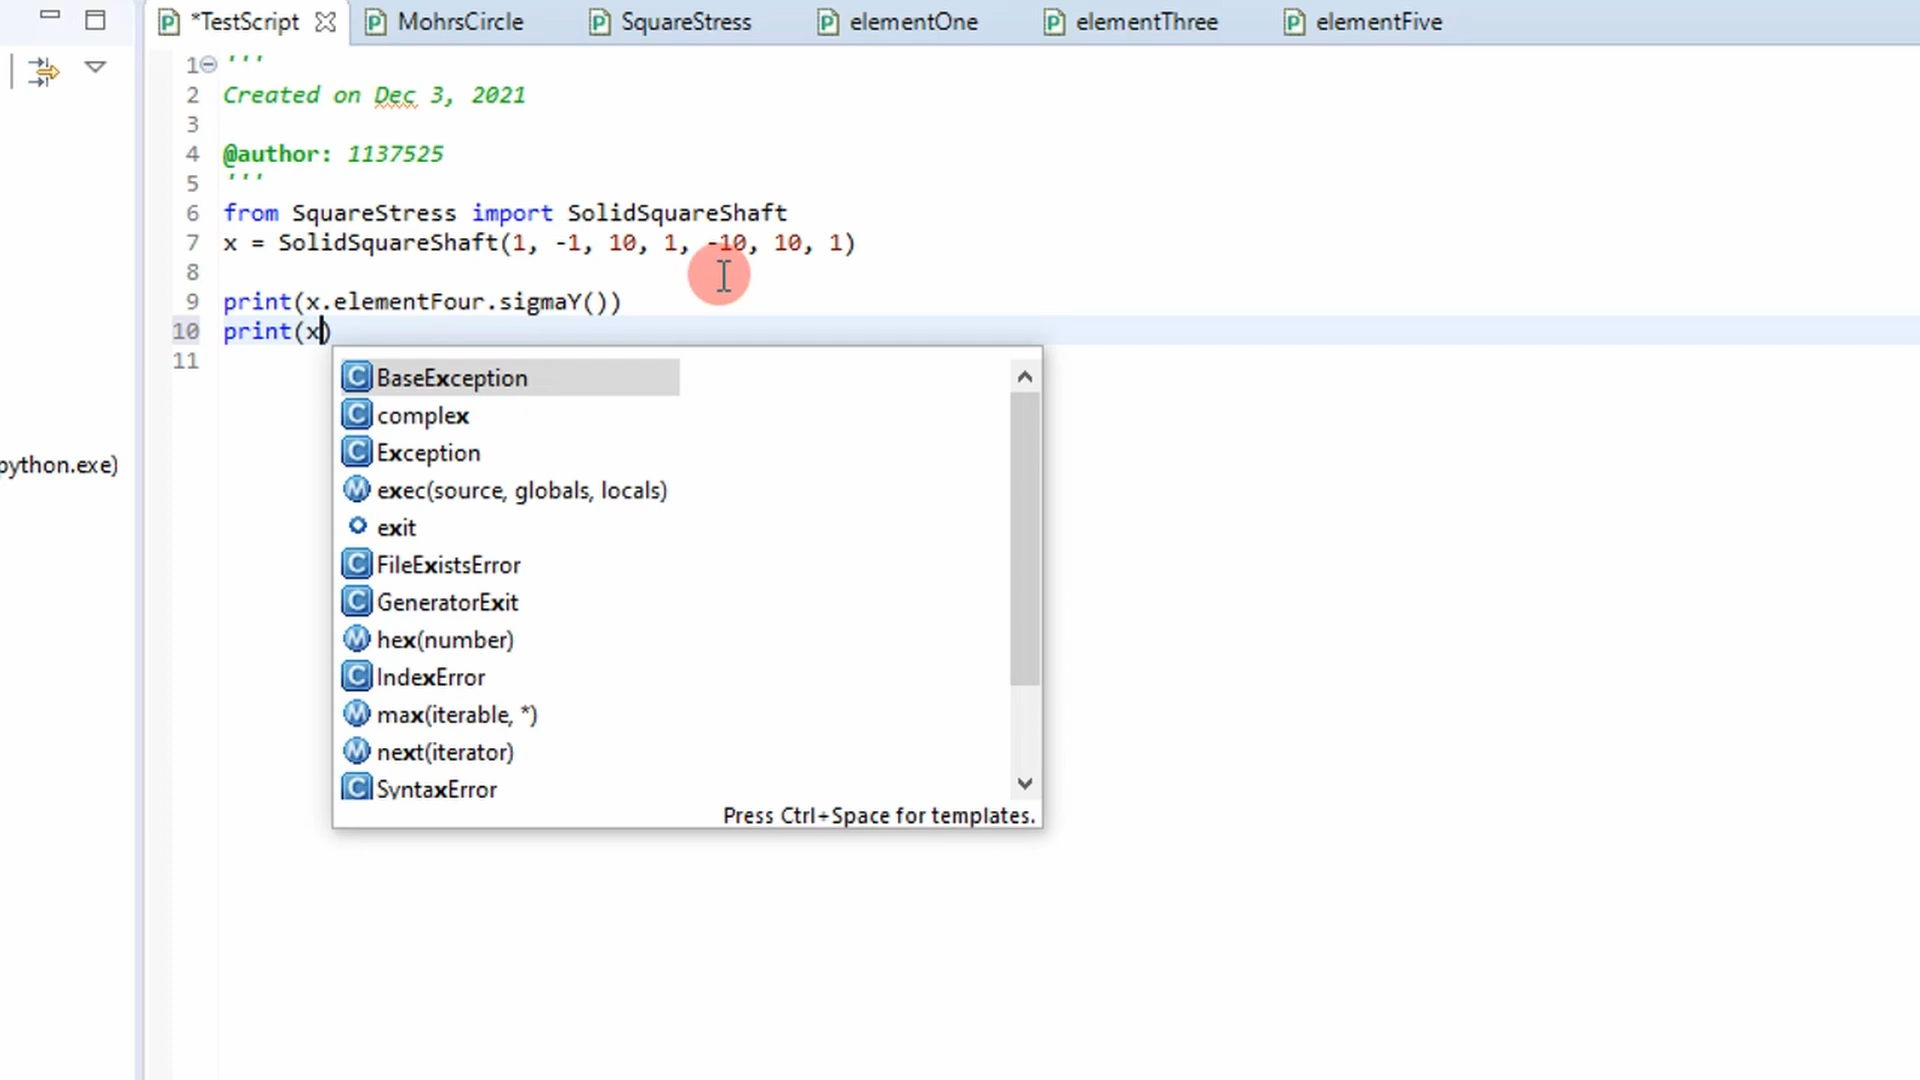 *TestScript
MohrsCircle
SquareStress
elementOne
elementThree
elementFive
1 '''
2 Created on Dec 3, 2021
3
4 @author: 1137525
5 '''
6 from SquareStress import SolidSquareShaft
7 x = SolidSquareShaft(1, -1, 10, 1, -10, 10, 1)
8
9 print(x.elementFour.sigmaY())
10 print(x)
11
BaseException
complex
Exception
exec(source, globals, locals)
exit
FileExistsError
GeneratorExit
hex(number)
IndexError
max(iterable, *)
next(iterator)
SyntaxError
Press Ctrl+Space for templates.
python.exe)